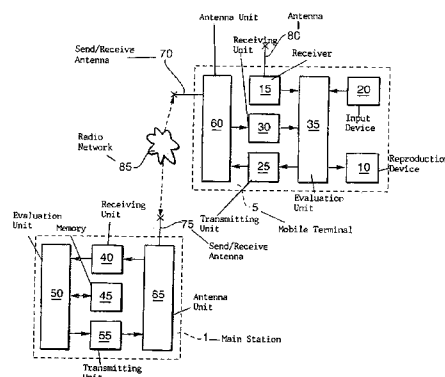 Antenna Unit
Antenna
Receiving
Unit
80
Receiver
Send/Receive
Antenna
70
15
20
Input
Device
60
30
35
Radio
Network
85
25
10
Reproduction
Device
Transmitting
Unit
5
Evaluation
Unit
Mobile Terminal
Receiving
Unit
75
Send/Receive
Antenna
Evaluation
Unit
Memory
40
50
45
65
Antenna
Unit
55
1
Main Station
Transmitting
Unit